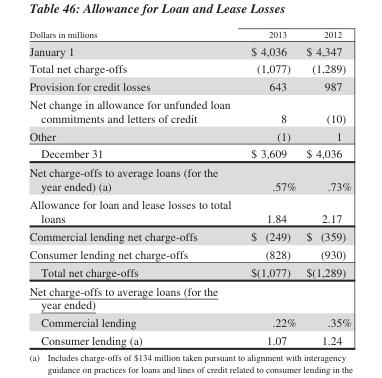 Table 46: Allowance for Loan and Lease Losses
Dollars in millions 2013 2012
January 1 $ 4,036 $ 4,347
Total net charge-offs (1,077) (1,289)
Provision for credit losses 643 987
Net change in allowance for unfunded loan
commitments and letters of credit 8 (10)
Other (1) 1
December 31 $ 3,609 $ 4,036
Net charge-offs to average loans (for the
year ended) (a) .57% .73%
Allowance for loan and lease losses to total
loans 1.84 2.17
Commercial lending net charge-offs $ (249) $ (359)
Consumer lending net charge-offs (828) (930)
Total net charge-offs $(1,077) $(1,289)
Net charge-offs to average loans (for the
year ended)
Commercial lending .22% .35%
Consumer lending (a) 1.07 1.24
(a) Includes charge-offs of $134 million taken pursuant to alignment with interagency
guidance on practices for loans and lines of credit related to consumer lending in the